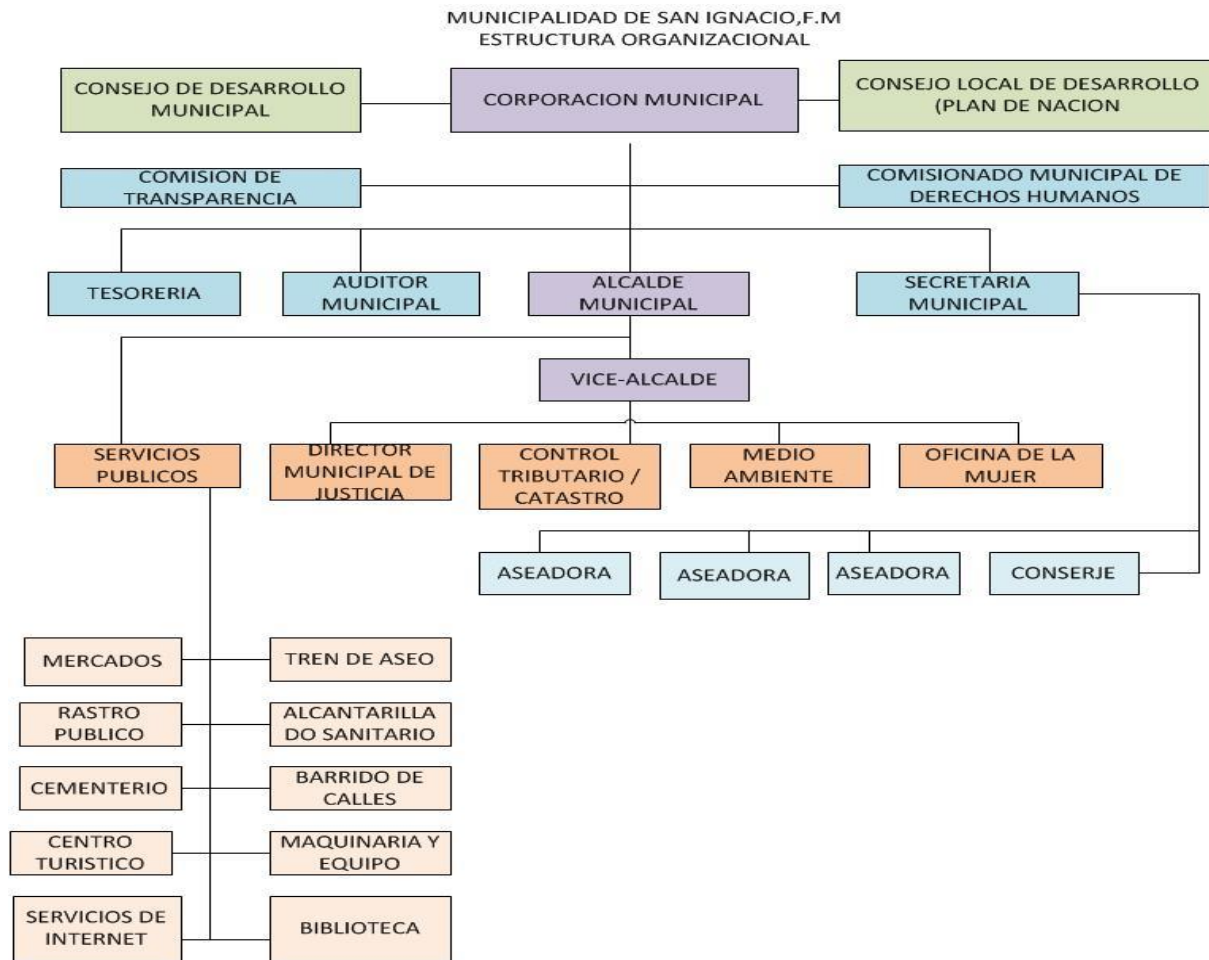 MUNICIPALIDAD DE SAN IGNACIO,F.M
ESTRUCTURA ORGANIZACIONAL
CONSEJO DE DESARROLLO
MUNICIPAL
CORPORACION MUNICIPAL
CONSEJO LOCAL DE DESARROLLO
(PLAN DE NACION
COMISION DE
TRANSPARENCIA
COMISIONADO MUNICIPAL DE
DERECHOS HUMANOS
TESORERIA
AUDITOR
MUNICIPAL
ALCALDE
MUNICIPAL
SECRETARIA
MUNICIPAL
VICE-ALCALDE
SERVICIOS
PUBLICOS
DIRECTOR
MUNICIPAL DE
JUSTICIA
CONTROL
TRIBUTARIO /
CATASTRO
MEDIO
AMBIENTE
OFICINA DE LA
MUJER
ASEADORA
ASEADORA
ASEADORA
CONSERJE
MERCADOS
TREN DE ASEO
RASTRO
PUBLICO
ALCANTARILLA
DO SANITARIO
CEMENTERIO
BARRIDO DE
CALLES
CENTRO
TURISTICO
MAQUINARIA Y
EQUIPO
SERVICIOS DE
INTERNET
BIBLIOTECA